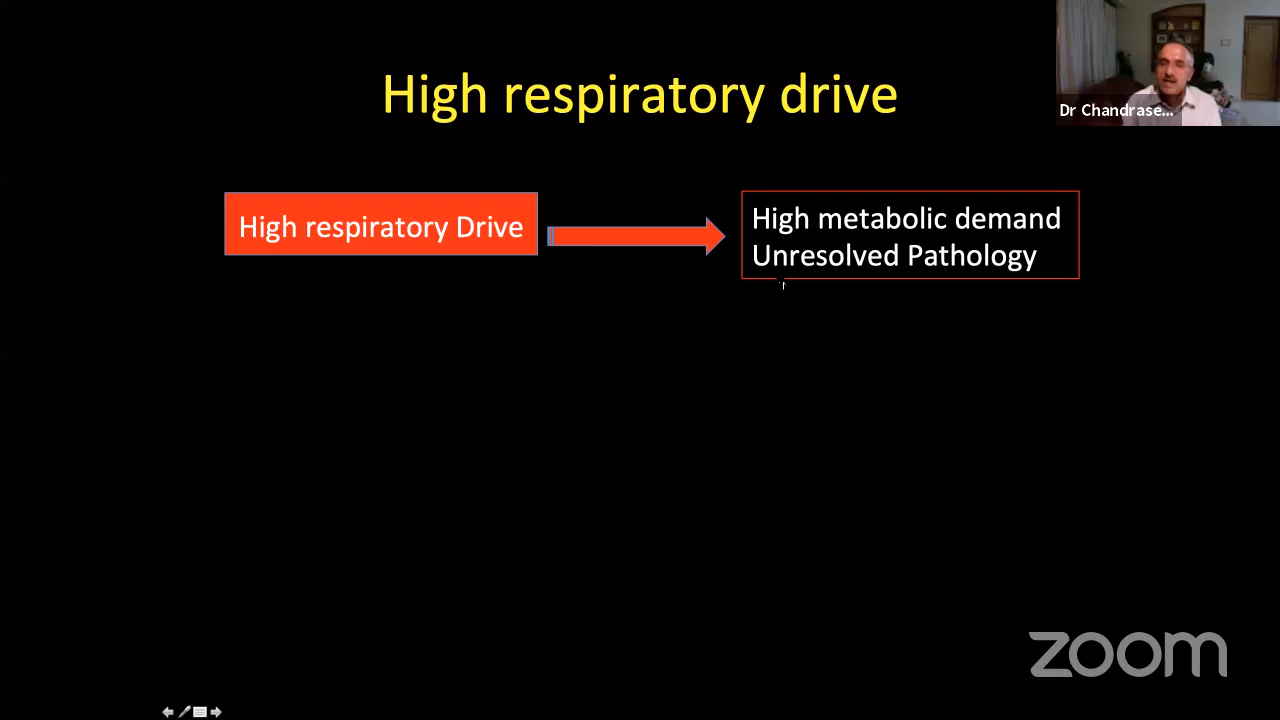 High respiratory drive
Dr Chandrase...
High respiratory Drive
High metabolic demand
Unresolved Pathology
zoom